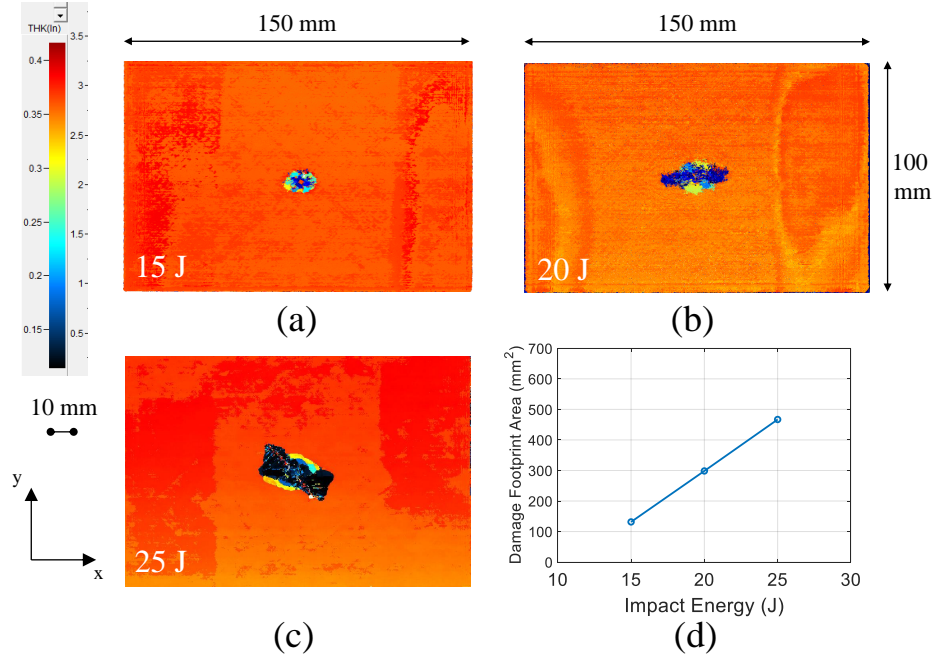 150 mm
150 mm
THK(In)
3.5
0.4
3
0.35
2.5
0.3
2
0.25
1.5
0.2
1
0.15
0.5
15 J
20 J
100
mm
(a)
(b)
10 mm
y
x
25 J
(c)
Damage Footprint Area (mm²)
700
600
500
400
300
200
100
0
10
15
20
25
30
Impact Energy (J)
(d)